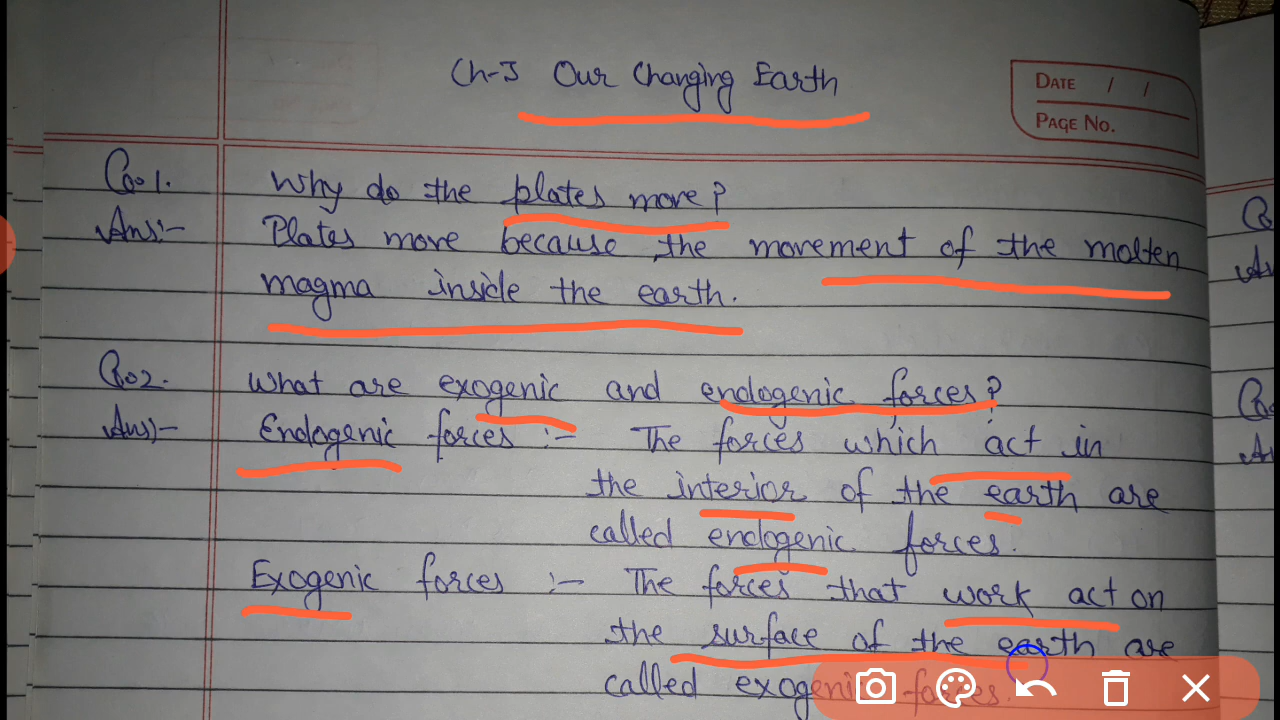 Ch-3 Our Changing Earth
DATE / /
PAGE No.
Q.1. Why do the plates move?
Ans:- Plates move because the movement of the molten
magma inside the earth.
Q.2. What are exogenic and endogenic forces?
Ans:- Endogenic forces :- The forces which act in
the interior of the earth are
called endogenic forces.
Exogenic forces :- The forces that work act on
the surface of the earth are
called exogenic forces.